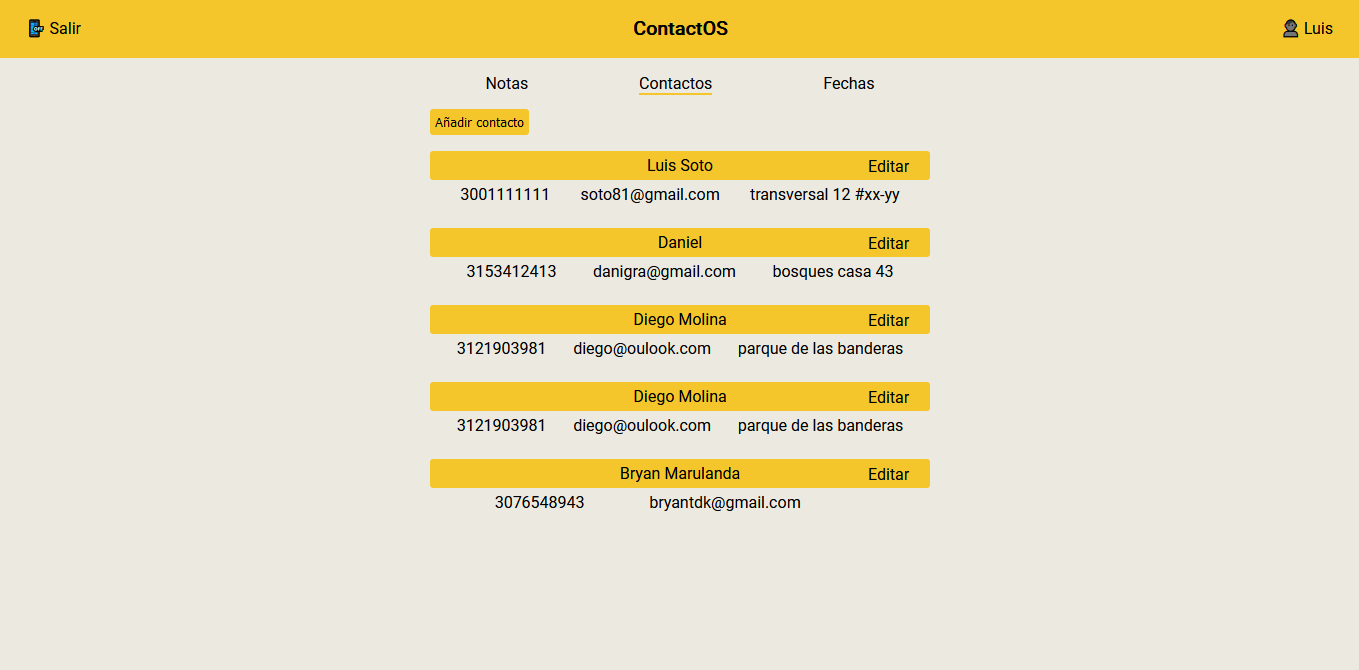 Salir ContactOS Luis
Notas Contactos Fechas
Añadir contacto
Luis Soto Editar
3001111111 soto81@gmail.com transversal 12 #xx-yy
Daniel Editar
3153412413 danigra@gmail.com bosques casa 43
Diego Molina Editar
3121903981 diego@oulook.com parque de las banderas
Diego Molina Editar
3121903981 diego@oulook.com parque de las banderas
Bryan Marulanda Editar
3076548943 bryantdk@gmail.com